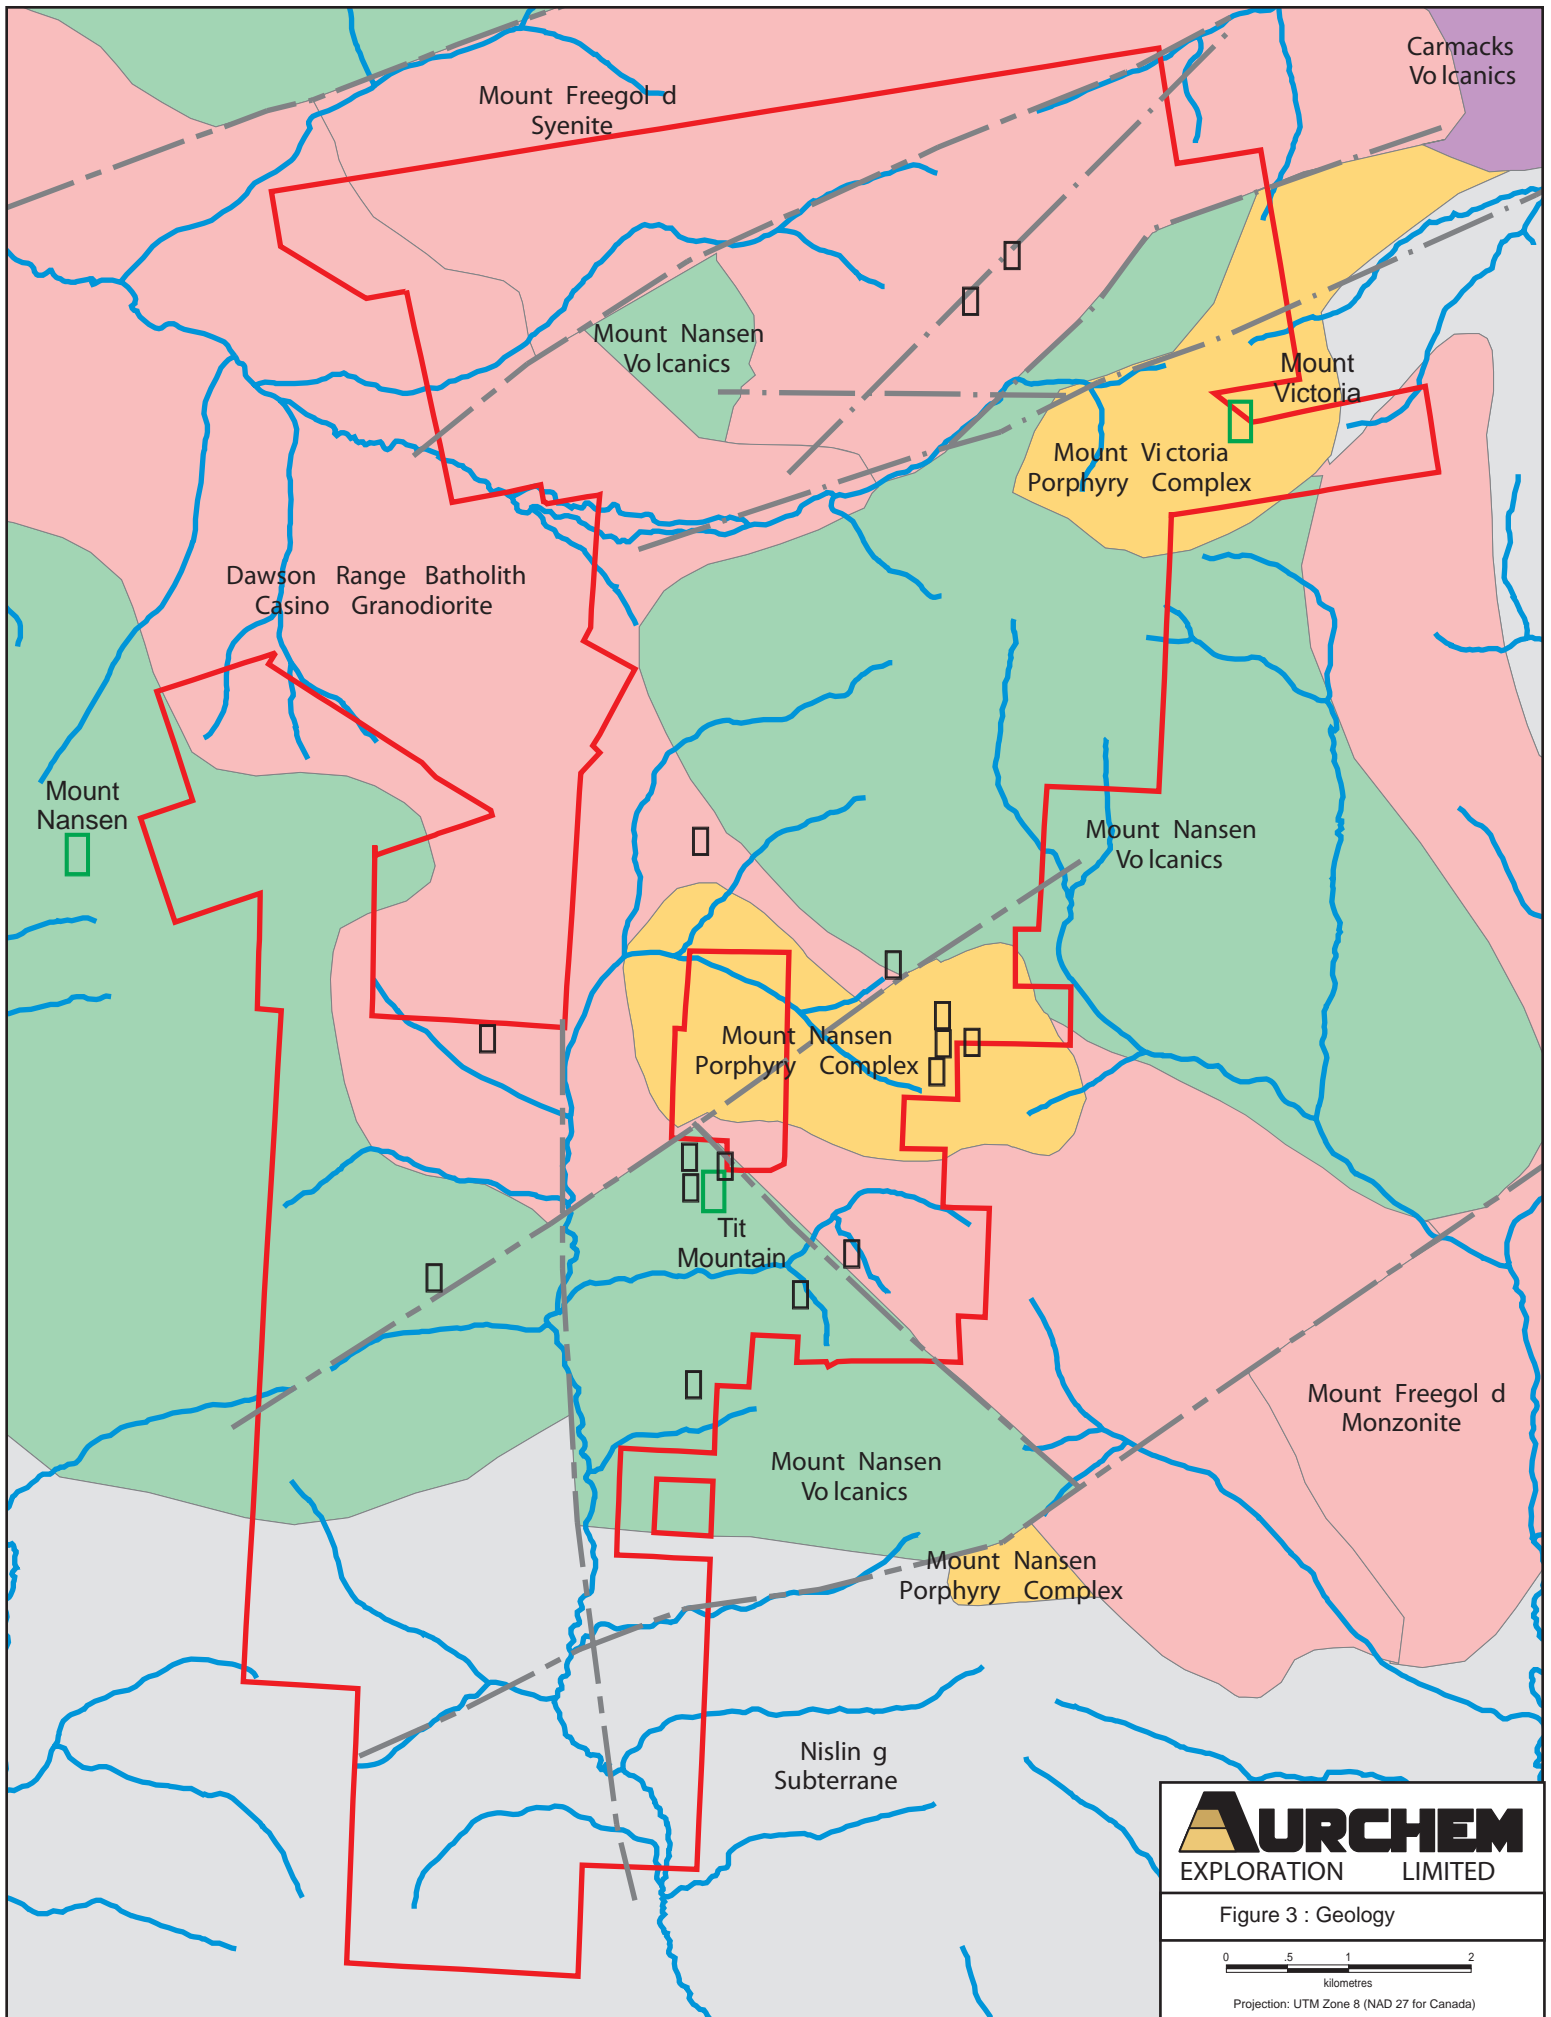 Carmacks
Vo lcanics
Mount Freegol d
Syenite
Mount Nansen
Vo lcanics
Mount
Victoria
Mount Vi ctoria
Porphyry Complex
Dawson Range Batholith
Casino Granodiorite
Mount
Nansen
Mount Nansen
Vo lcanics
Mount Nansen
Porphyry Complex
Tit
Mountain
Mount Freegol d
Monzonite
Mount Nansen
Vo lcanics
Mount Nansen
Porphyry Complex
Nislin g
Subterrane
AURCHEM
EXPLORATION LIMITED
Figure 3 : Geology
0 .5 1 2
kilometres
Projection: UTM Zone 8 (NAD 27 for Canada)